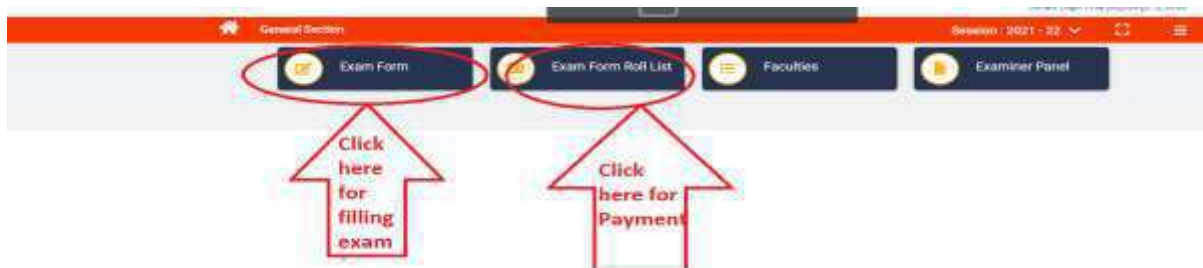 General Section
Session : 2021 - 22
Exam Form
Exam Form Roll List
Faculties
Examiner Panel
Click
here
for
filling
exam
Click
here for
Payment